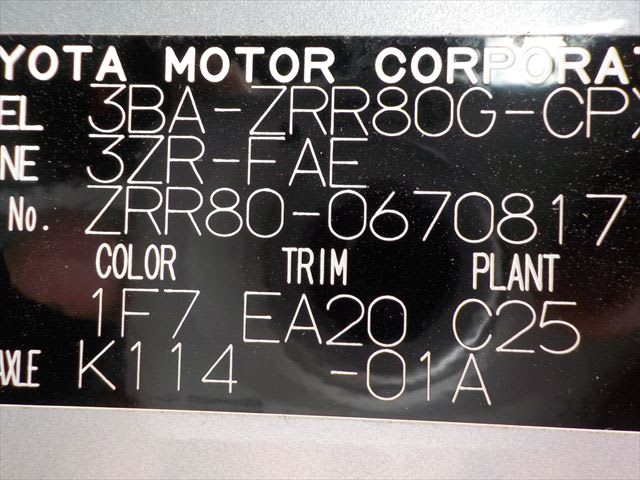 YOTA MOTOR CORPORAT
EL 3BA-ZRR80G-CPX
NE 3ZR-FAE
No. ZRR80-0670817
COLOR TRIM PLANT
1F7 EA20 C25
AXLE K114 -01A